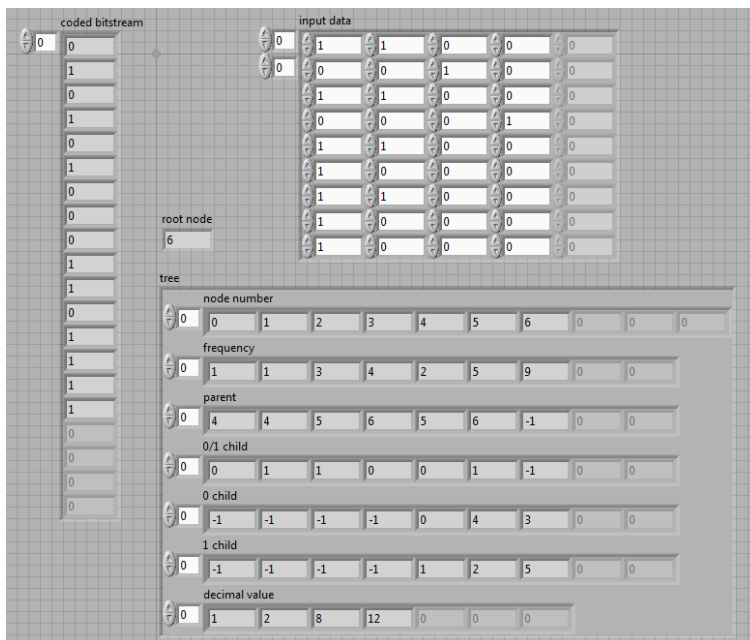 coded bitstream
0
0
1
0
1
0
1
0
0
0
1
1
0
1
1
1
1
0
0
0
0
input data
0
0
1 1 0 0 0
0 0 1 0 0
1 1 0 0 0
0 0 0 1 0
1 1 0 0 0
1 0 0 0 0
1 1 0 0 0
1 0 0 0 0
1 0 0 0 0
root node
6
tree
node number
0 0 1 2 3 4 5 6 0 0 0
frequency
0 1 1 3 4 2 5 9 0 0
parent
0 4 4 5 6 5 6 -1 0 0
0/1 child
0 0 1 1 0 0 1 -1 0 0
0 child
0 -1 -1 -1 -1 0 4 3 0 0
1 child
0 -1 -1 -1 -1 1 2 5 0 0
decimal value
0 1 2 8 12 0 0 0